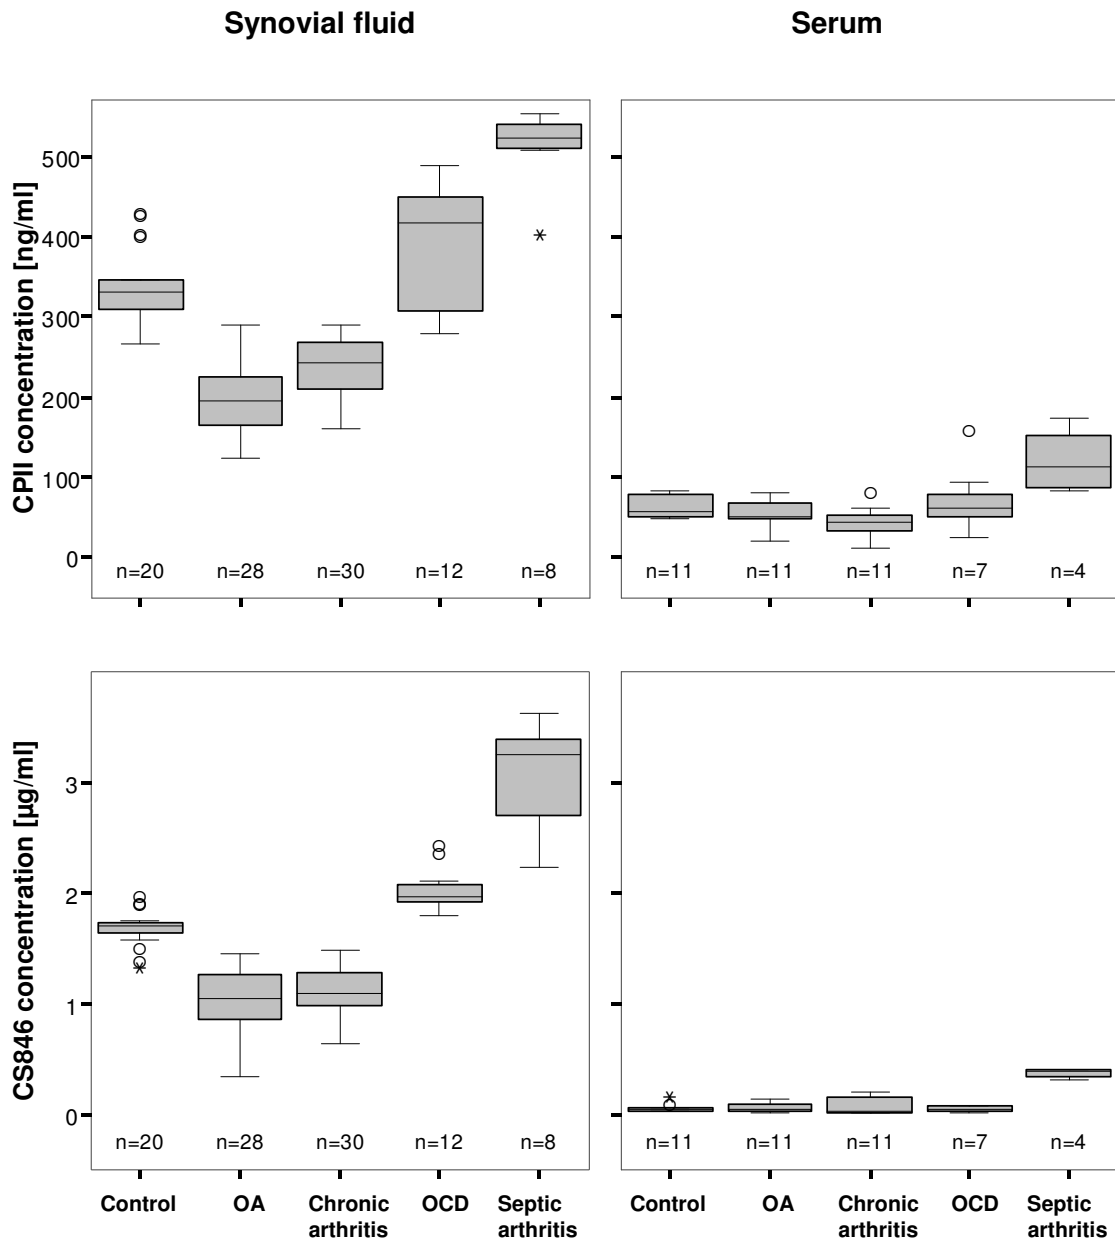 Synovial fluid Serum
CPII concentration [ng/ml]
500
400
300
200
100
0
n=20 n=28 n=30 n=12 n=8
n=11 n=11 n=11 n=7 n=4
CS846 concentration [µg/ml]
3
2
1
0
n=20 n=28 n=30 n=12 n=8
n=11 n=11 n=11 n=7 n=4
Control OA Chronic OCD Septic
arthritis arthritis
Control OA Chronic OCD Septic
arthritis arthritis